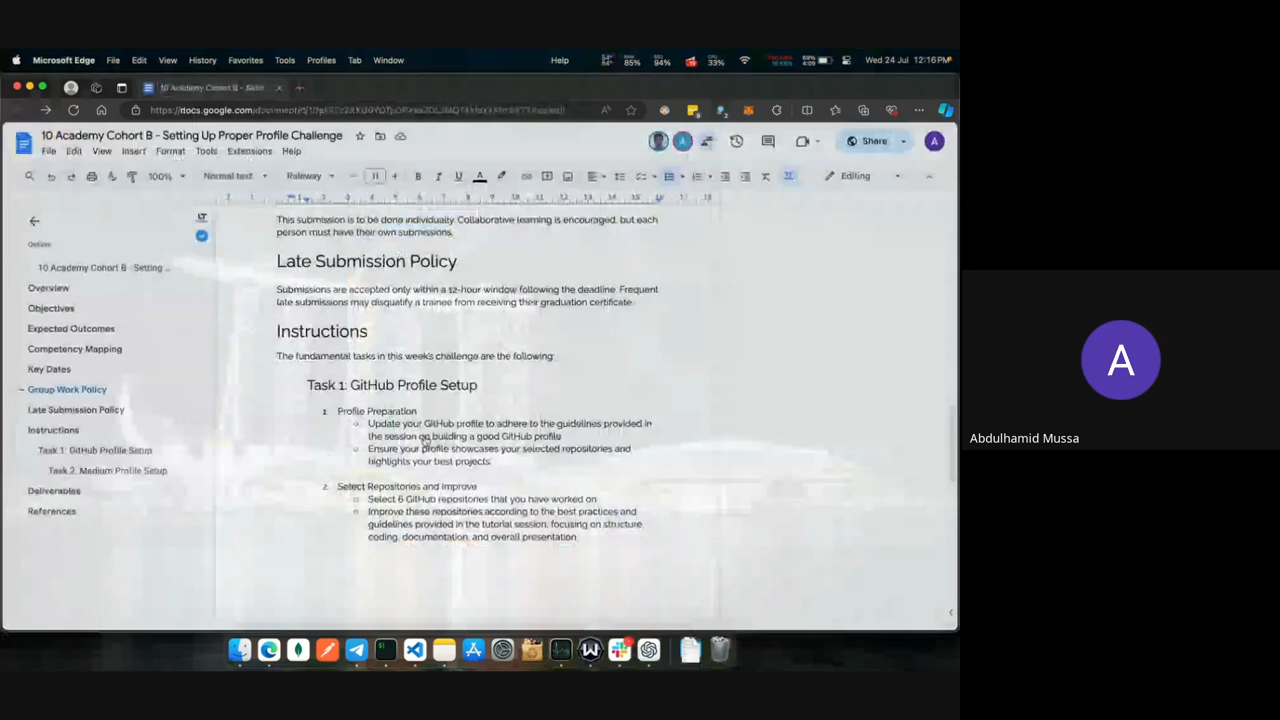 Microsoft Edge File Edit View History Favorites Tools Profiles Tab Window Help 85% 94% 33% Wed 24 Jul 12:16 PM
10 Academy Cohort B - Setting Up Proper Profile Challenge
File Edit View Insert Format Tools Extensions Help
Share
A
100% Normal text Raleway 11 Editing
This submission is to be done individually. Collaborative learning is encouraged, but each
person must have their own submissions.
Late Submission Policy
Submissions are accepted only within a 12-hour window following the deadline. Frequent
late submissions may disqualify a trainee from receiving their graduation certificate.
Instructions
The fundamental tasks in this week's challenge are the following:
Task 1: GitHub Profile Setup
1. Profile Preparation
Update your GitHub profile to adhere to the guidelines provided in
the session on building a good GitHub profile
Ensure your profile showcases your selected repositories and
highlights your best projects.
2. Select Repositories and Improve
Select 6 GitHub repositories that you have worked on
Improve these repositories according to the best practices and
guidelines provided in the tutorial session, focusing on structure
coding, documentation, and overall presentation
Outline
10 Academy Cohort B - Setting ...
Overview
Objectives
Expected Outcomes
Competency Mapping
Key Dates
Group Work Policy
Late Submission Policy
Instructions
Task 1: GitHub Profile Setup
Task 2: Medium Profile Setup
Deliverables
References
A
Abdulhamid Mussa